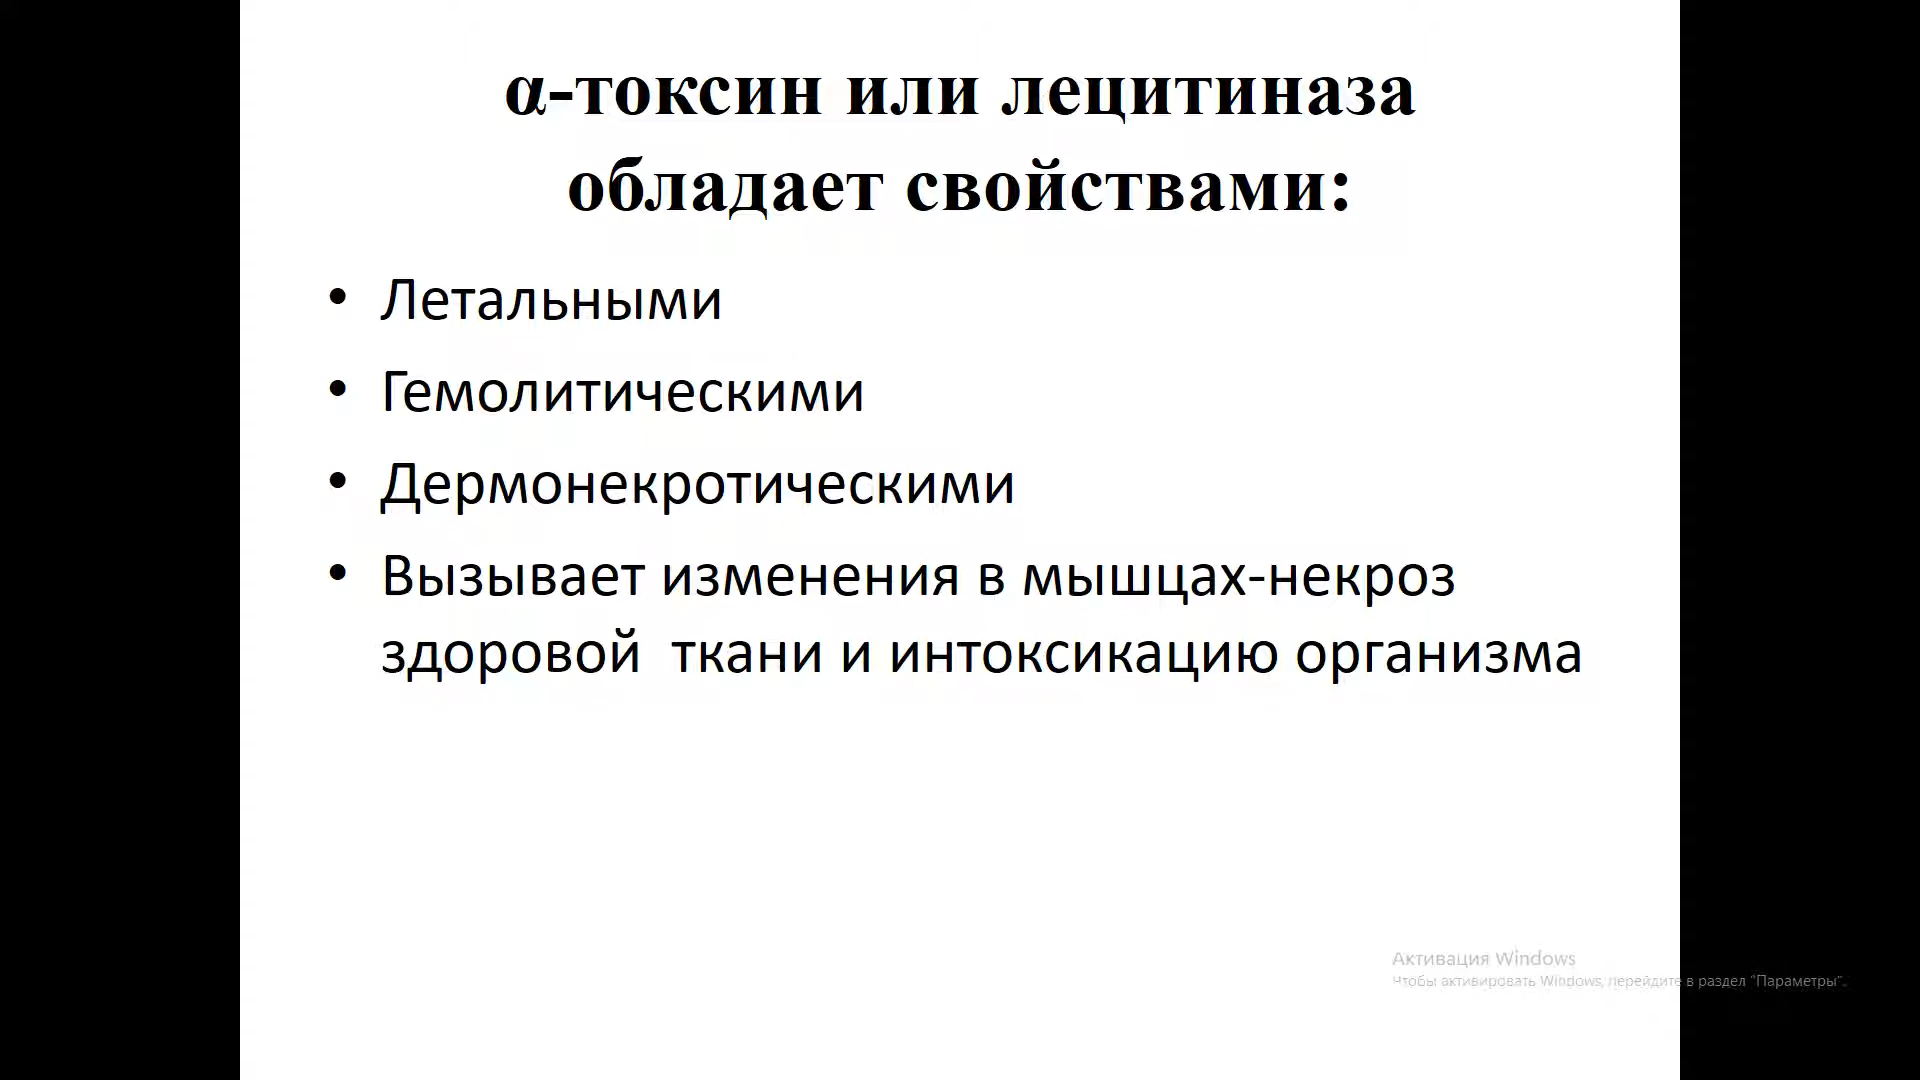 α-токсин или лецитиназа
обладает свойствами:
• Летальными
• Гемолитическими
• Дермонекротическими
• Вызывает изменения в мышцах-некроз
здоровой  ткани и интоксикацию организма
Активация Windows
Чтобы активировать Windows, перейдите в раздел "Параметры".